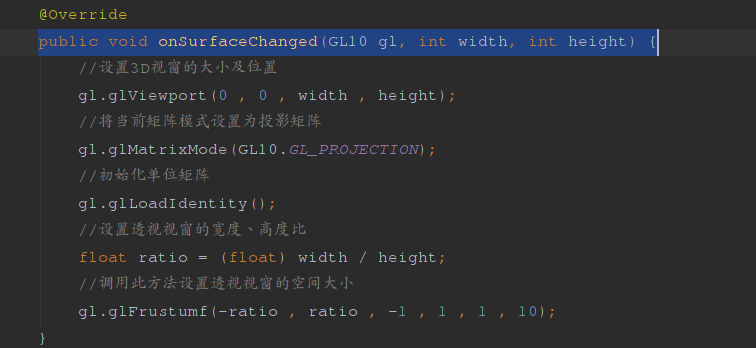 @Override
public void onSurfaceChanged(GL10 gl, int width, int height) {
//设置3D视窗的大小及位置
gl.glViewport(0 , 0 , width , height);
//将当前矩阵模式设置为投影矩阵
gl.glMatrixMode(GL10.GL_PROJECTION);
//初始化单位矩阵
gl.glLoadIdentity();
//设置透视视窗的宽度、高度比
float ratio = (float) width / height;
//调用此方法设置透视视窗的空间大小
gl.glFrustumf(-ratio , ratio , -1 , 1 , 1 , 10);
}